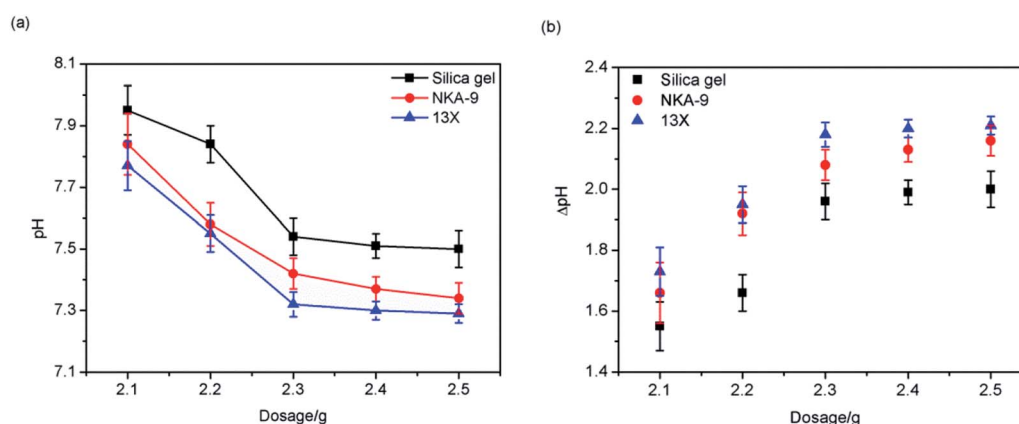 (a)
8.1
7.9
7.7
7.5
7.3
7.1
pH
2.1 2.2 2.3 2.4 2.5
Dosage/g
Silica gel
NKA-9
13X
(b)
2.4
2.2
2.0
1.8
1.6
1.4
ΔpH
2.1 2.2 2.3 2.4 2.5
Dosage/g
Silica gel
NKA-9
13X